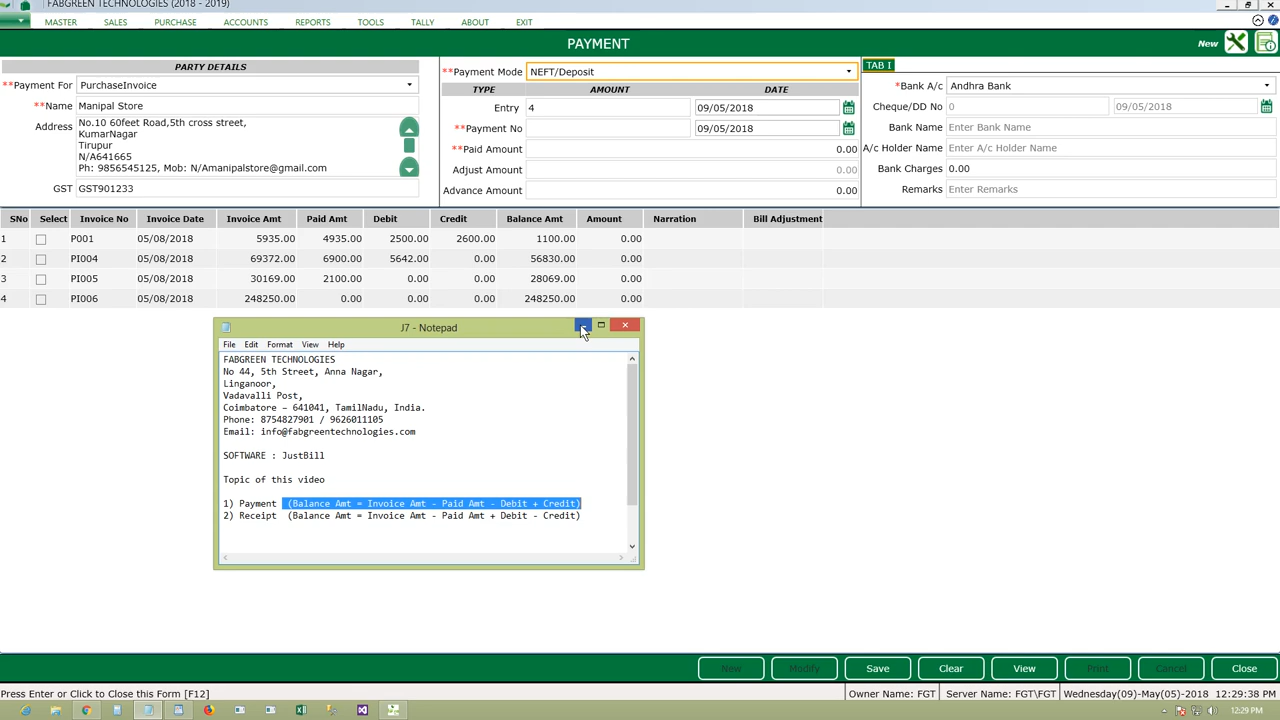 FABGREEN TECHNOLOGIES (2018 - 2019)
MASTER SALES PURCHASE ACCOUNTS REPORTS TOOLS TALLY ABOUT EXIT
PAYMENT
New
PARTY DETAILS
**Payment For PurchaseInvoice
**Name Manipal Store
Address No.10 60feet Road,5th cross street,
KumarNagar
Tirupur
N/A641665
Ph: 9856545125, Mob: N/Amanipalstore@gmail.com
GST GST901233
**Payment Mode NEFT/Deposit
TYPE AMOUNT DATE
Entry 4 09/05/2018
**Payment No 09/05/2018
**Paid Amount 0.00
Adjust Amount 0.00
Advance Amount 0.00
TAB I
*Bank A/c Andhra Bank
Cheque/DD No 0 09/05/2018
Bank Name Enter Bank Name
A/c Holder Name Enter A/c Holder Name
Bank Charges 0.00
Remarks Enter Remarks
SNo Select Invoice No Invoice Date Invoice Amt Paid Amt Debit Credit Balance Amt Amount Narration Bill Adjustment
1 P001 05/08/2018 5935.00 4935.00 2500.00 2600.00 1100.00 0.00
2 PI004 05/08/2018 69372.00 6900.00 5642.00 0.00 56830.00 0.00
3 PI005 05/08/2018 30169.00 2100.00 0.00 0.00 28069.00 0.00
4 PI006 05/08/2018 248250.00 0.00 0.00 0.00 248250.00 0.00
J7 - Notepad
File Edit Format View Help
FABGREEN TECHNOLOGIES
No 44, 5th Street, Anna Nagar,
Linganoor,
Vadavalli Post,
Coimbatore – 641041, TamilNadu, India.
Phone: 8754827901 / 9626011105
Email: info@fabgreentechnologies.com
SOFTWARE : JustBill
Topic of this video
1) Payment (Balance Amt = Invoice Amt - Paid Amt - Debit + Credit)
2) Receipt (Balance Amt = Invoice Amt - Paid Amt + Debit - Credit)
New Modify Save Clear View Print Cancel Close
Press Enter or Click to Close this Form [F12]
Owner Name: FGT Server Name: FGT\FGT Wednesday(09)-May(05)-2018 12:29:38 PM
12:29 PM